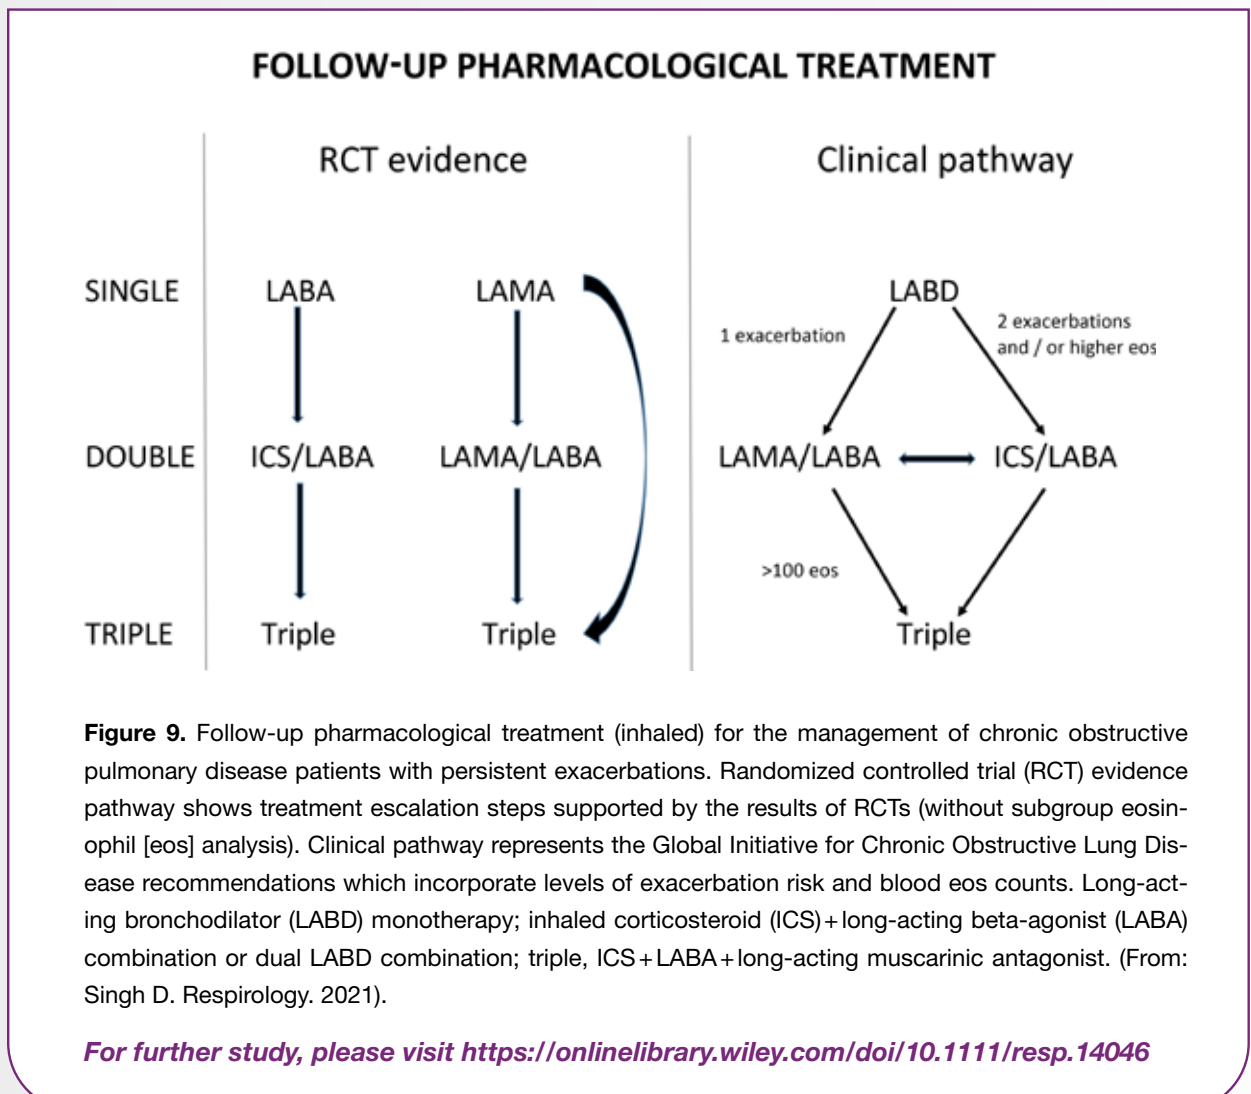 FOLLOW-UP PHARMACOLOGICAL TREATMENT
RCT evidence
Clinical pathway
SINGLE
LABA
LAMA
LABD
1 exacerbation
2 exacerbations
and / or higher eos
DOUBLE
ICS/LABA
LAMA/LABA
LAMA/LABA
ICS/LABA
>100 eos
TRIPLE
Triple
Triple
Triple
Figure 9. Follow-up pharmacological treatment (inhaled) for the management of chronic obstructive
pulmonary disease patients with persistent exacerbations. Randomized controlled trial (RCT) evidence
pathway shows treatment escalation steps supported by the results of RCTs (without subgroup eosin-
ophil [eos] analysis). Clinical pathway represents the Global Initiative for Chronic Obstructive Lung Dis-
ease recommendations which incorporate levels of exacerbation risk and blood eos counts. Long-act-
ing bronchodilator (LABD) monotherapy; inhaled corticosteroid (ICS)+long-acting beta-agonist (LABA)
combination or dual LABD combination; triple, ICS+LABA+long-acting muscarinic antagonist. (From:
Singh D. Respirology. 2021).
For further study, please visit https://onlinelibrary.wiley.com/doi/10.1111/resp.14046